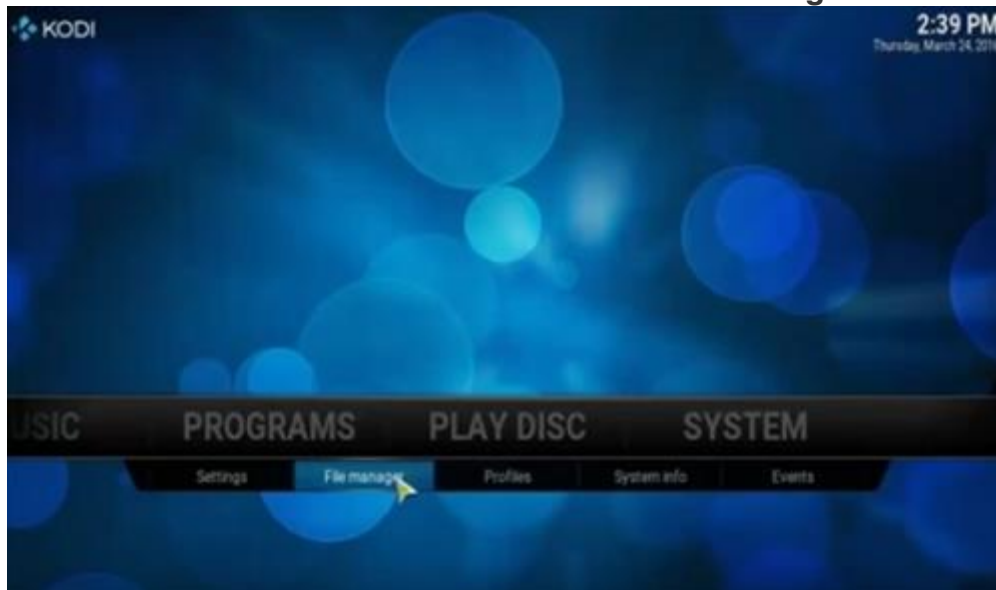 KODI
2:39 PM
Thursday, March 24, 2016
USIC PROGRAMS PLAY DISC SYSTEM
Settings File manager Profiles System info Events